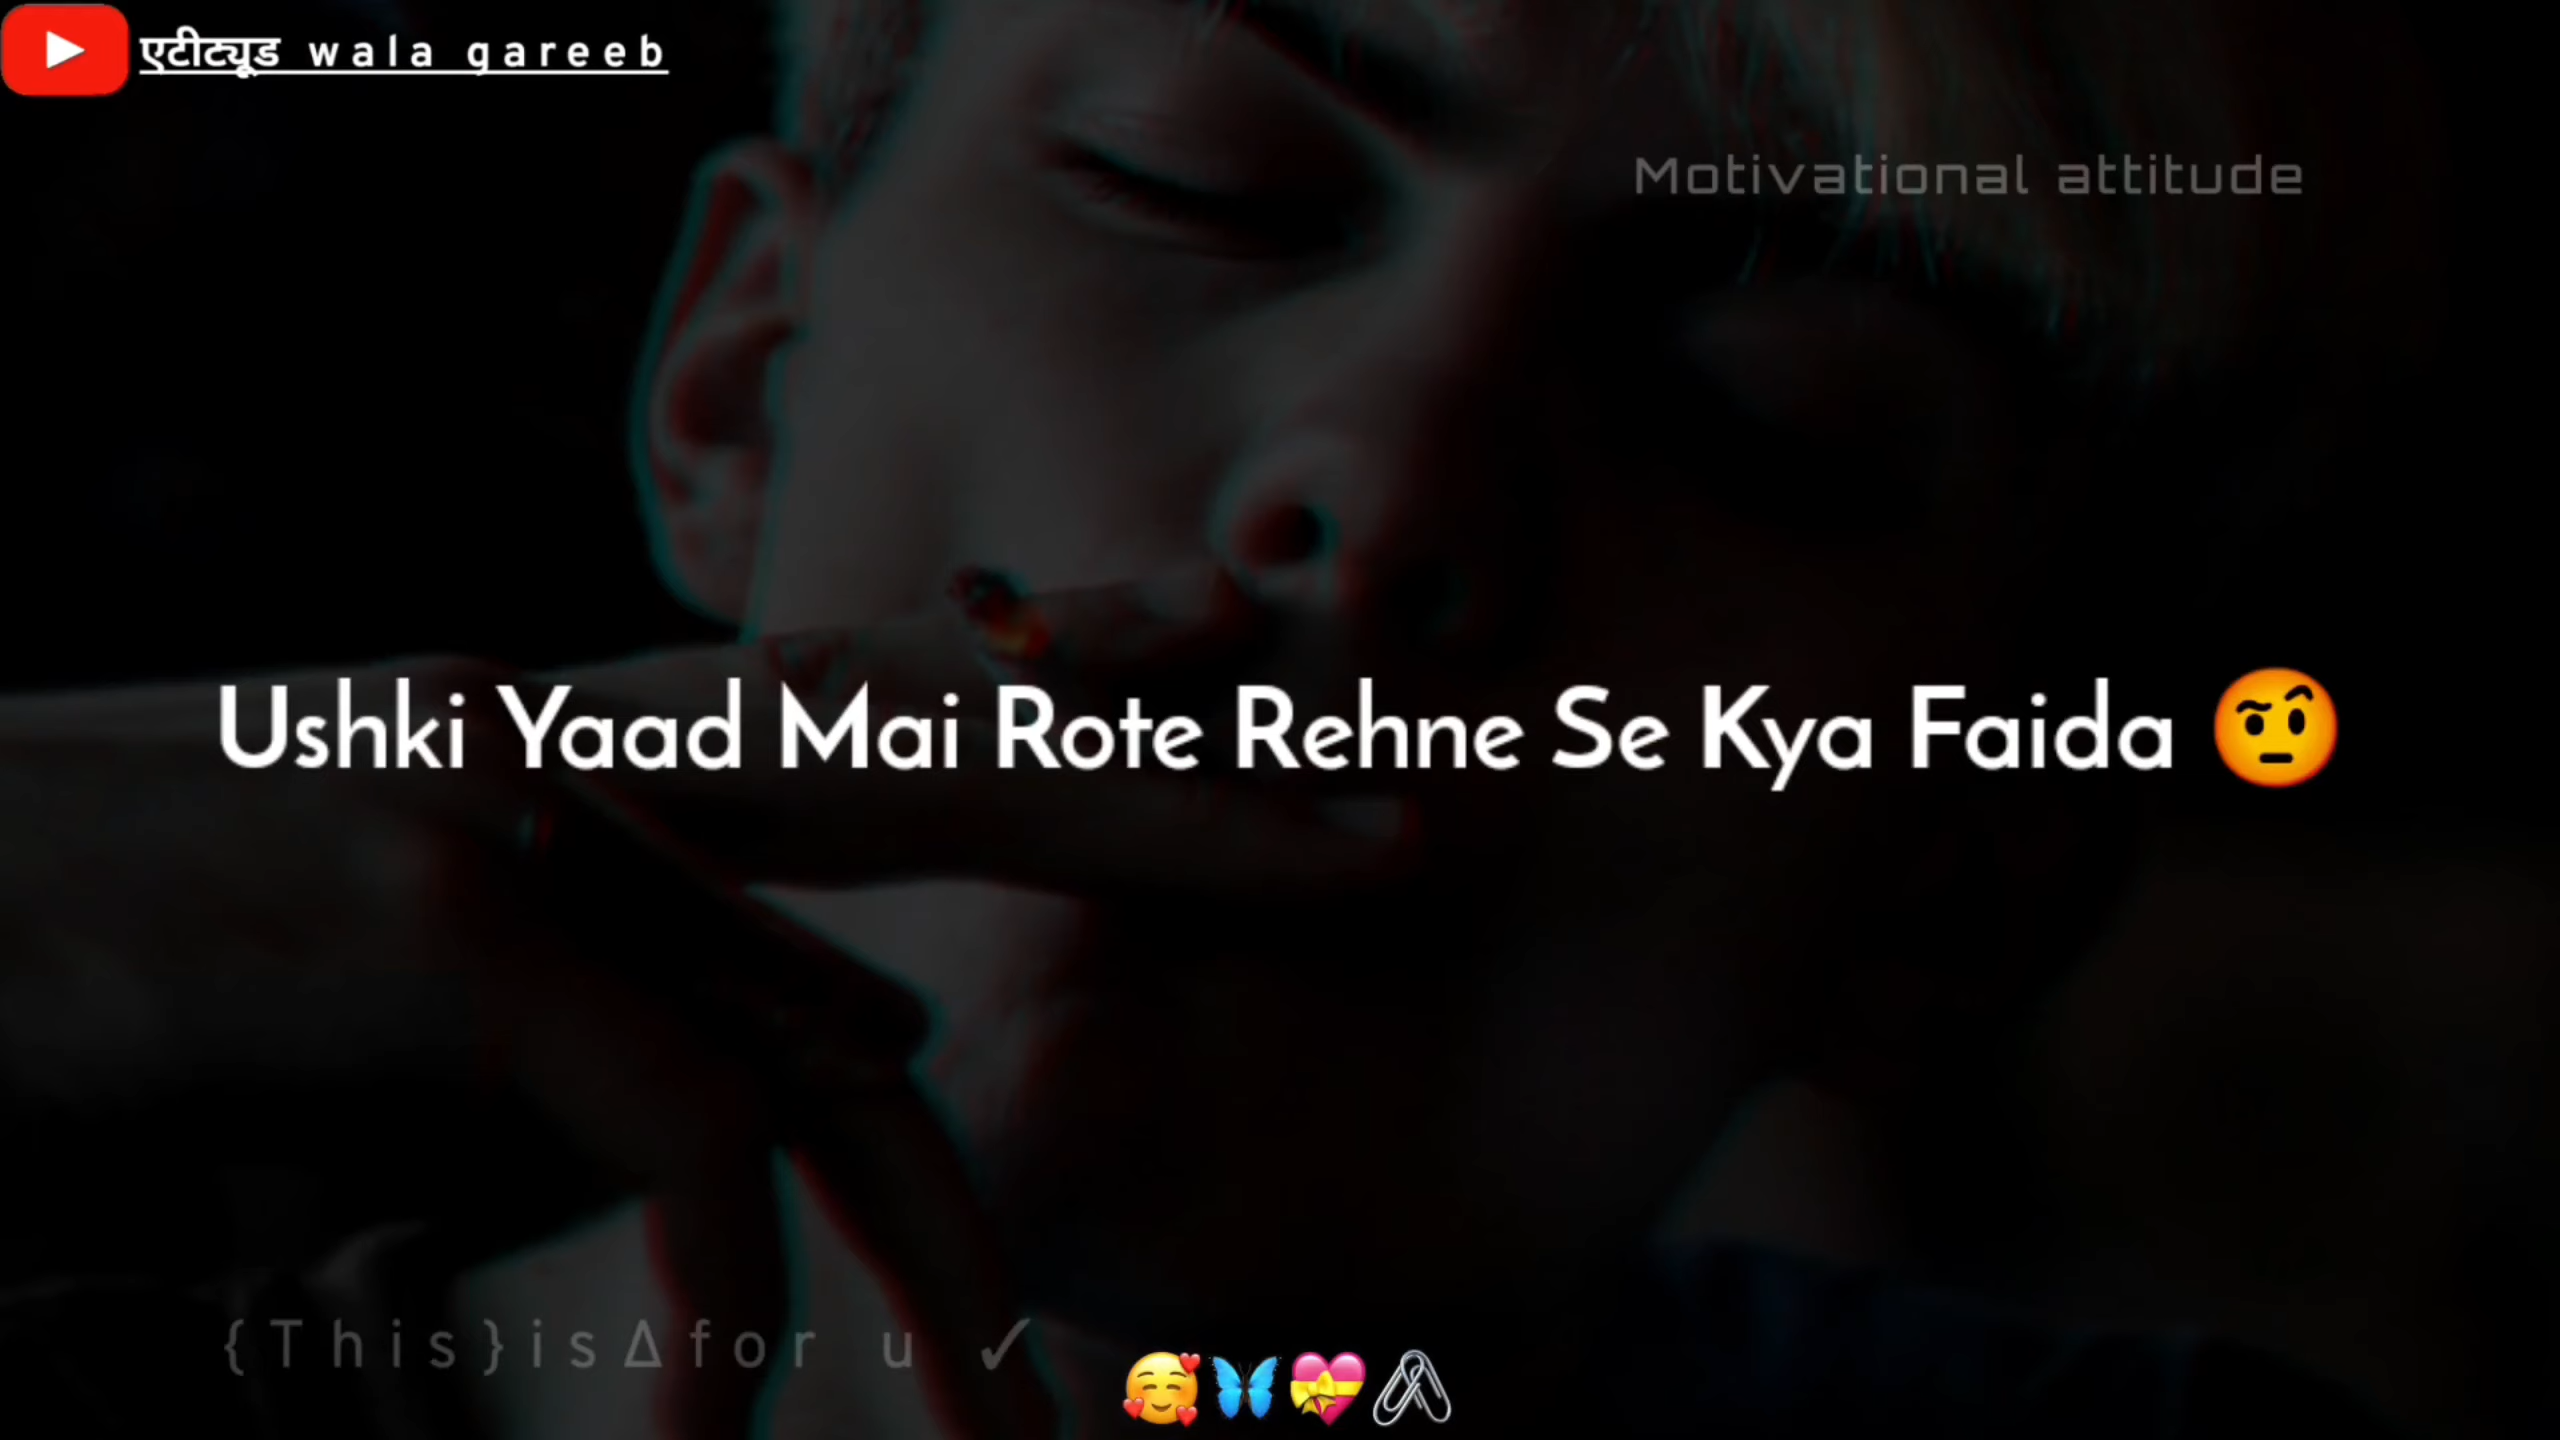 एटीट्यूड wala gareeb
Motivational attitude
Ushki Yaad Mai Rote Rehne Se Kya Faida 🤨
{This}is∆for u ✓
🥰🦋💝🖇️